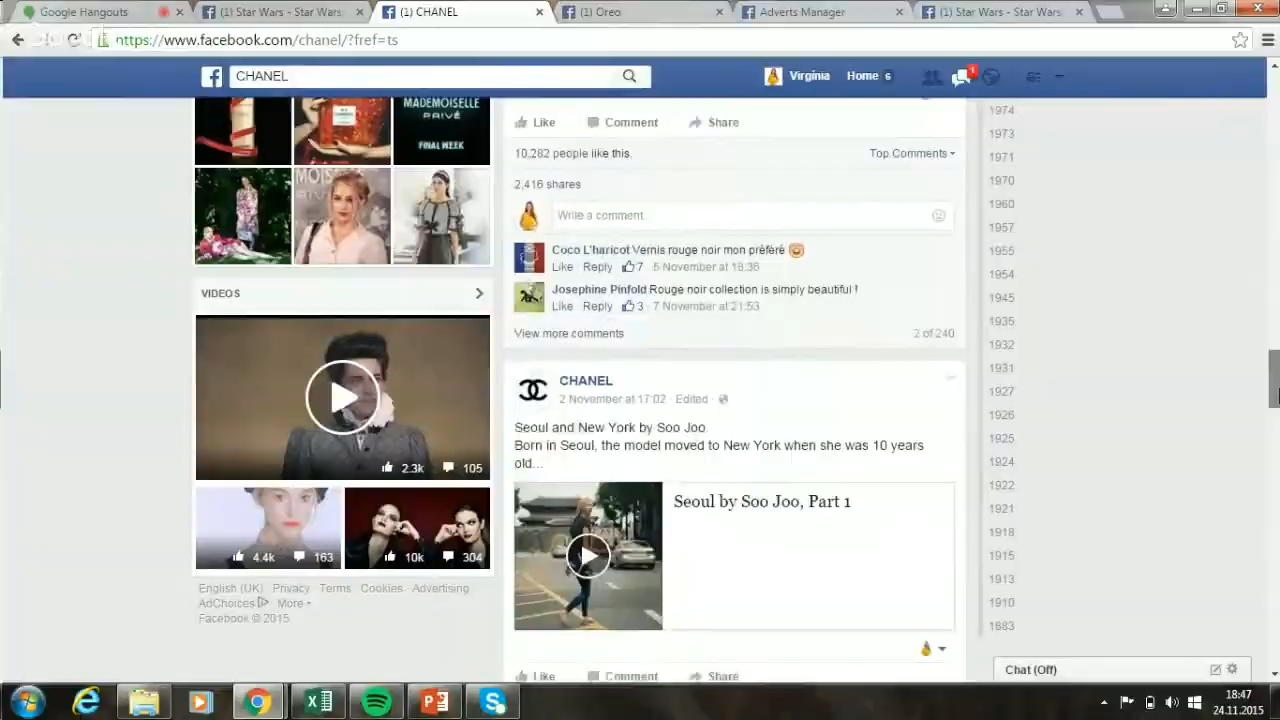 Google Hangouts
(1) Star Wars - Star Wars
(1) CHANEL
(1) Oreo
Adverts Manager
(1) Star Wars - Star Wars
https://www.facebook.com/chanel/?fref=ts
CHANEL
Virgínia
Home 6
1
MADEMOISELLE
PRIVÉ
FINAL WEEK
VIDEOS
2.3k 105
4.4k 163
10k 304
English (UK) Privacy Terms Cookies Advertising
AdChoices More
Facebook © 2015
Like Comment Share
10,282 people like this.
Top Comments
2,416 shares
Write a comment
Coco L'haricot Vernis rouge noir mon préféré
Like Reply 7 5 November at 18:36
Josephine Pinfold Rouge noir collection is simply beautiful !
Like Reply 3 7 November at 21:53
View more comments
2 of 240
CHANEL
2 November at 17:02 · Edited
Seoul and New York by Soo Joo
Born in Seoul, the model moved to New York when she was 10 years
old...
Seoul by Soo Joo, Part 1
Like Comment Share
1974
1973
1971
1970
1960
1957
1955
1954
1945
1935
1932
1931
1927
1926
1925
1924
1922
1921
1918
1915
1913
1910
1883
Chat (Off)
18:47
24.11.2015